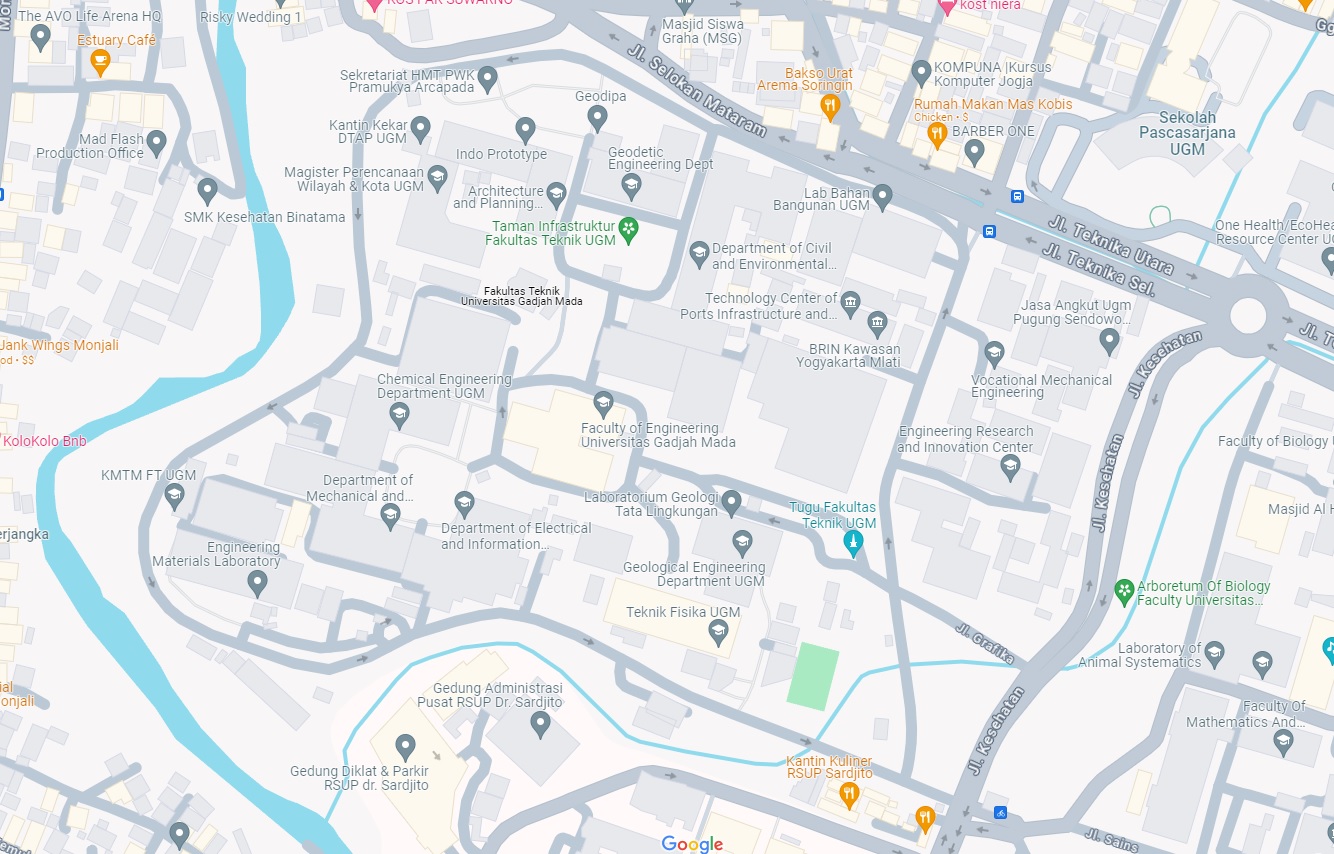 The AVO Life Arena HQ
Risky Wedding 1
KOS PAK SUWARNO
kost niera
Estuary Cafe
Masjid Siswa
Graha (MSG)
Jl. Selokan Mataram
Sekretariat HMT PWK
Pramukya Arcapada
Geodipa
Bakso Urat
Arema Soringin
KOMPUNA |Kursus
Komputer Jogja
Rumah Makan Mas Kobis
Chicken • $
BARBER ONE
Sekolah
Pascasarjana
UGM
Mad Flash
Production Office
Kantin Kekar
DTAP UGM
Indo Prototype
Geodetic
Engineering Dept
Magister Perencanaan
Wilayah & Kota UGM
Architecture
and Planning...
SMK Kesehatan Binatama
Taman Infrastruktur
Fakultas Teknik UGM
Lab Bahan
Bangunan UGM
Department of Civil
and Environmental...
Jl. Teknika Utara
Jl. Teknika Sel.
One Health/EcoHea
Resource Center U
Fakultas Teknik
Universitas Gadjah Mada
Technology Center of
Ports Infrastructure and...
Jasa Angkut Ugm
Pugung Sendowo...
BRIN Kawasan
Yogyakarta Mlati
Jank Wings Monjali
od • $$
Jl. Kesehatan
Vocational Mechanical
Engineering
Chemical Engineering
Department UGM
Faculty of Engineering
Universitas Gadjah Mada
Engineering Research
and Innovation Center
Faculty of Biology
KoloKolo Bnb
KMTM FT UGM
Department of
Mechanical and...
Laboratorium Geologi
Tata Lingkungan
Tugu Fakultas
Teknik UGM
Jl. Kesehatan
Masjid Al
erjangka
Department of Electrical
and Information...
Engineering
Materials Laboratory
Geological Engineering
Department UGM
Arboretum Of Biology
Faculty Universitas...
Teknik Fisika UGM
Jl. Grafika
Laboratory of
Animal Systematics
ial
onjali
Gedung Administrasi
Pusat RSUP Dr. Sardjito
Jl. Kesehatan
Faculty Of
Mathematics And...
Gedung Diklat & Parkir
RSUP dr. Sardjito
Kantin Kuliner
RSUP Sardjito
Google
Jl. Sains